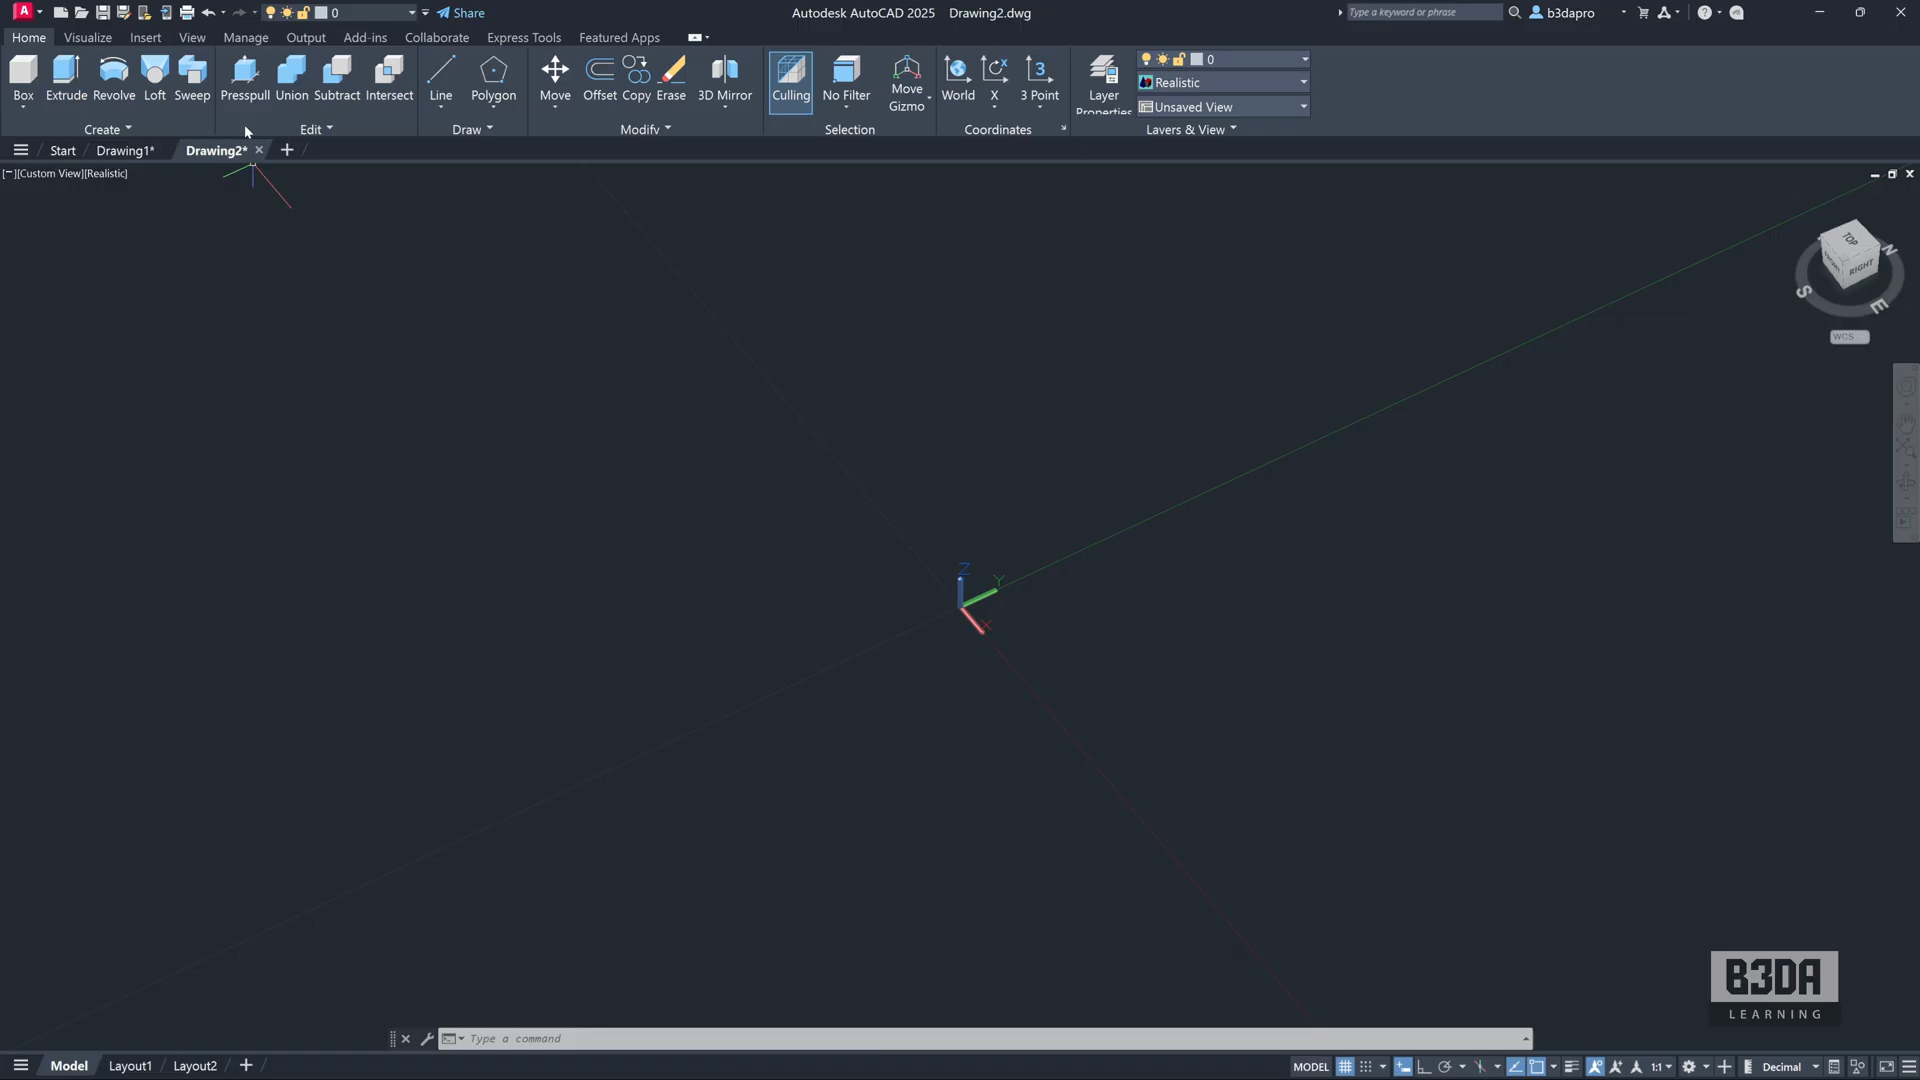 A
0
Share
Autodesk AutoCAD 2025 Drawing2.dwg
Type a keyword or phrase
b3dapro
Home Visualize Insert View Manage Output Add-ins Collaborate Express Tools Featured Apps
Box Extrude Revolve Loft Sweep
Presspull Union Subtract Intersect
Line Polygon
Move Offset Copy Erase 3D Mirror
Culling No Filter Move Gizmo
World X 3 Point
Layer Properties
0
Realistic
Unsaved View
Create Edit Draw Modify Selection Coordinates Layers & View
Start Drawing1* Drawing2*
[−][Custom View][Realistic]
TOP
FRONT
RIGHT
N
S
E
WCS
Z
Y
X
B3DA
LEARNING
Type a command
Model Layout1 Layout2
MODEL 1:1 Decimal